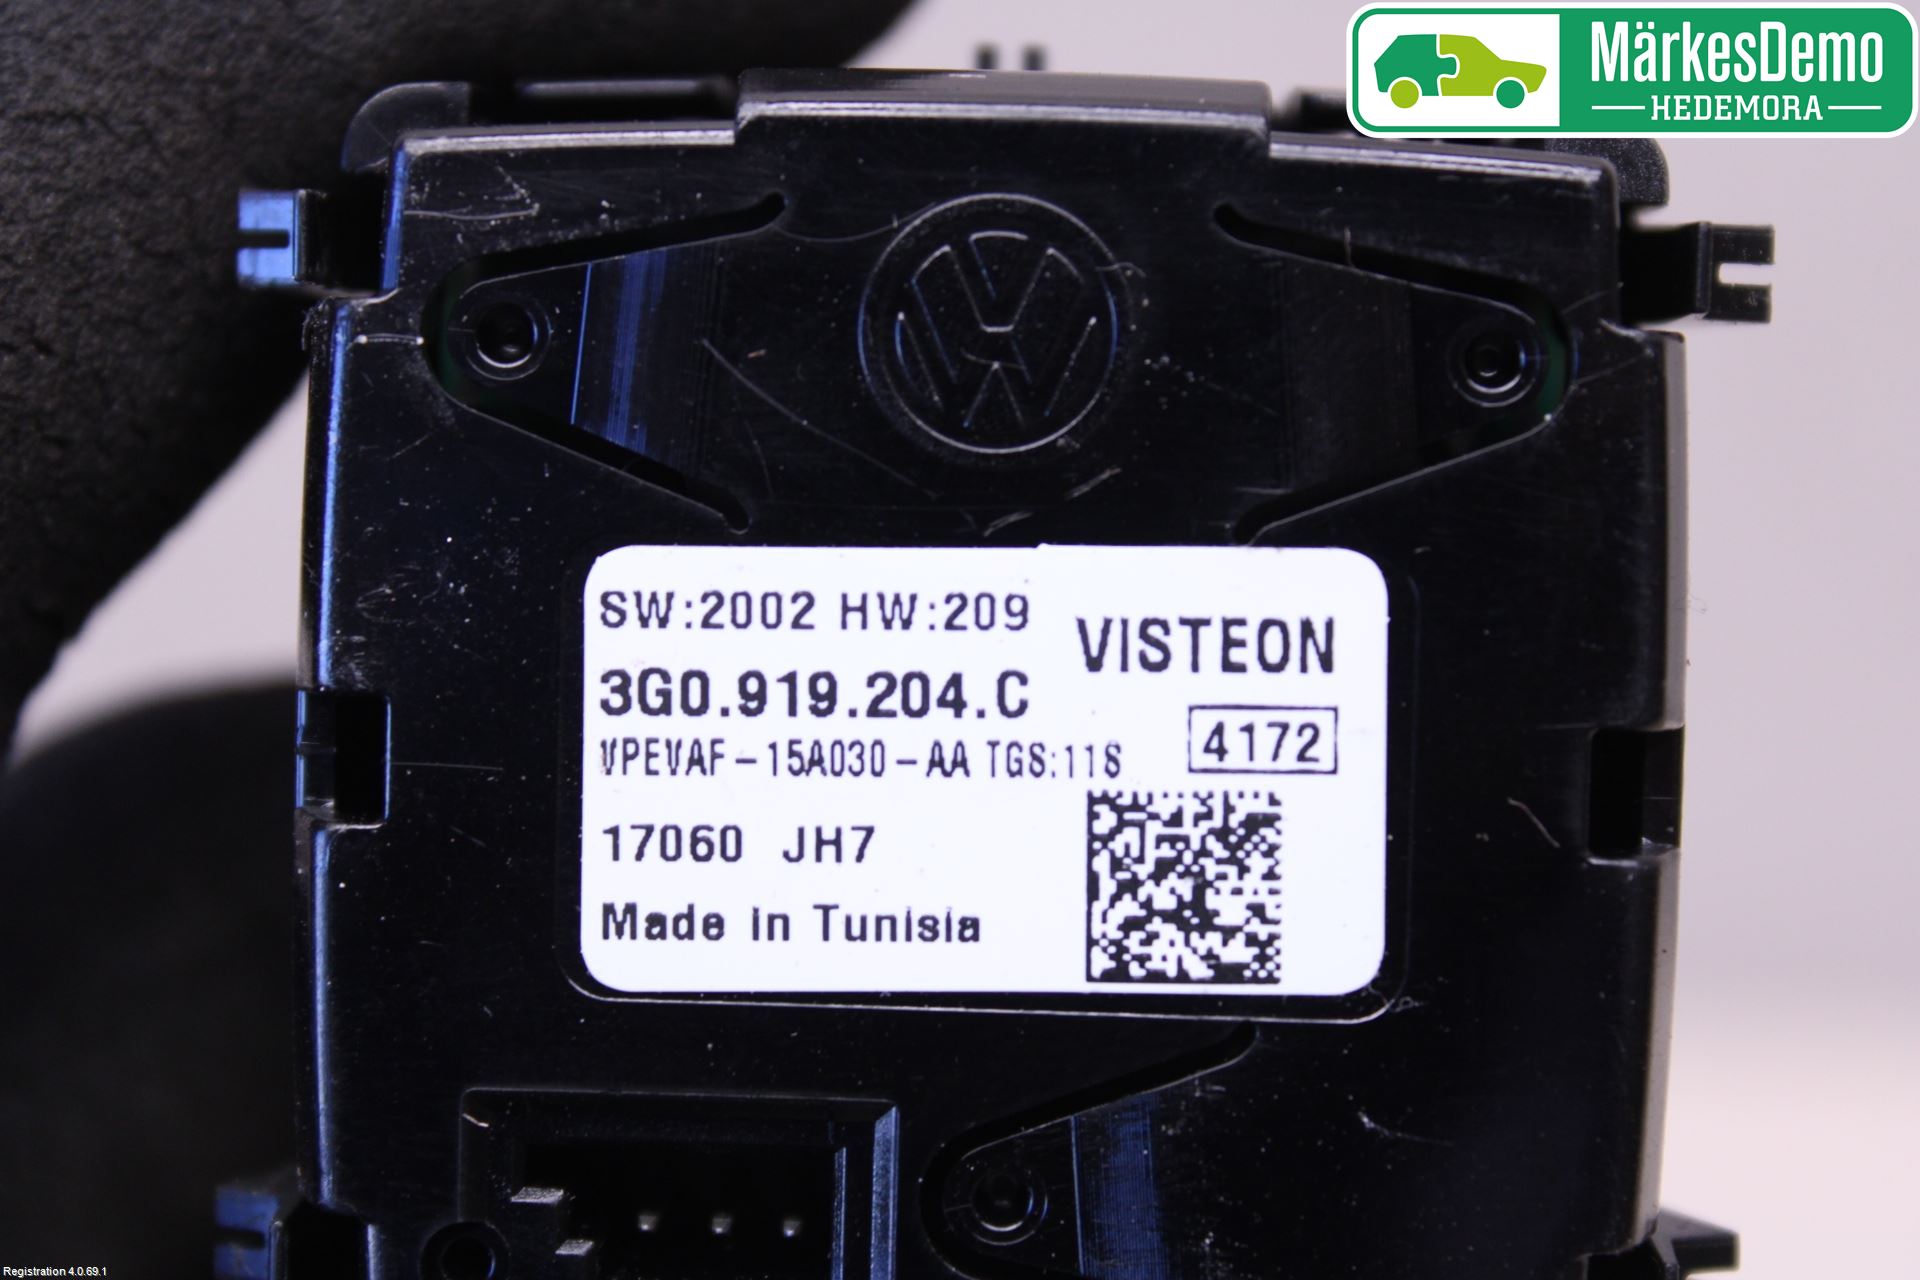 MärkesDemo
HEDEMORA
SW:2002 HW:209
VISTEON
3G0.919.204.C
4172
VPEVAF-15A030-AA TGS:11S
17060 JH7
Made in Tunisia
Registration 4.0.69.1